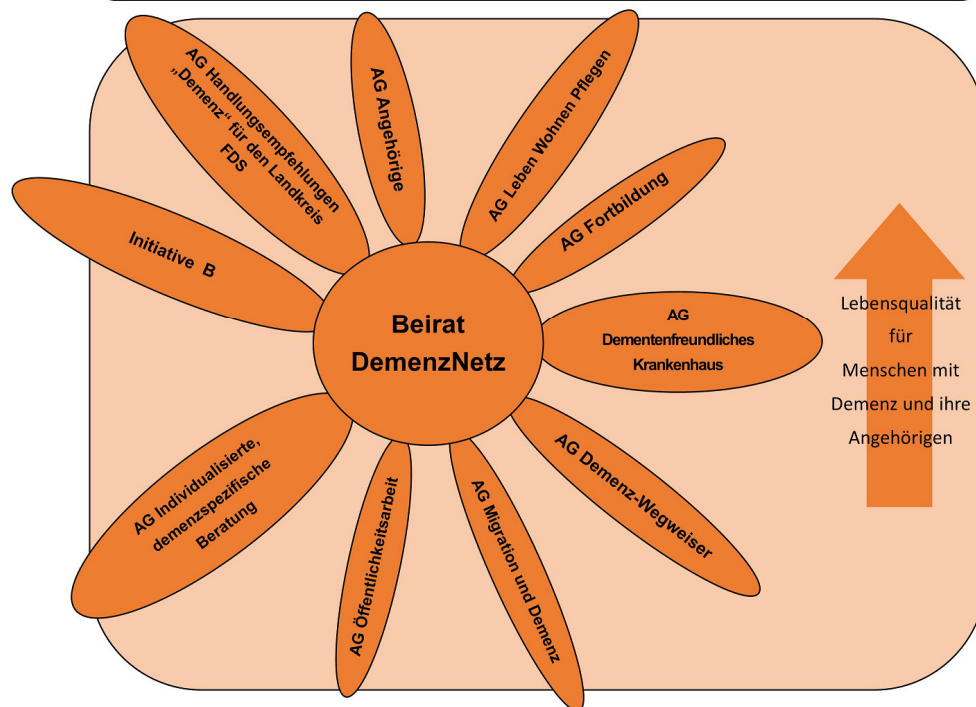 AG Handlungsempfehlungen
„Demenz“ für den Landkreis
FDS
AG Angehörige
AG Leben Wohnen Pflegen
AG Fortbildung
Initiative B
Beirat
DemenzNetz
AG
Dementenfreundliches
Krankenhaus
Lebensqualität
für
Menschen mit
Demenz und ihre
Angehörigen
AG Individualisierte,
demenzspezifische
Beratung
AG Öffentlichkeitsarbeit
AG Migration und Demenz
AG Demenz-Wegweiser